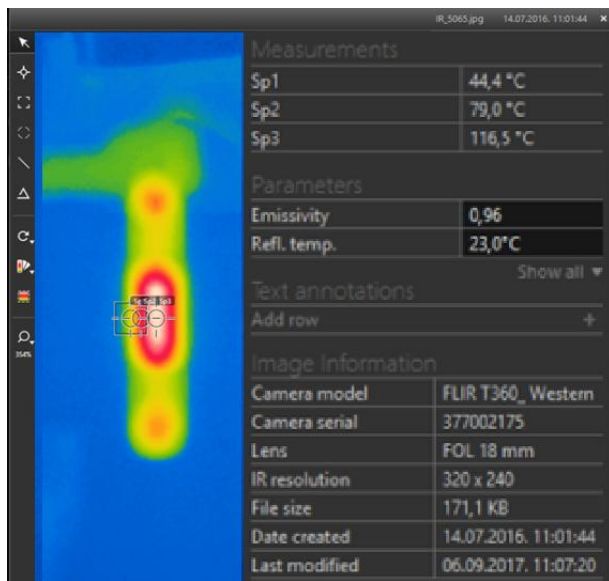 IR_5065.jpg 14.07.2016. 11:01:44 ×
Measurements
Sp1 44,4 °C
Sp2 79,0 °C
Sp3 116,5 °C
Parameters
Emissivity 0,96
Refl. temp. 23,0°C
Show all
Text annotations
Add row +
Sp2 Sp3
Image Information
Camera model FLIR T360_ Western
Camera serial 377002175
Lens FOL 18 mm
IR resolution 320 x 240
File size 171,1 KB
354%
Date created 14.07.2016. 11:01:44
Last modified 06.09.2017. 11:07:20